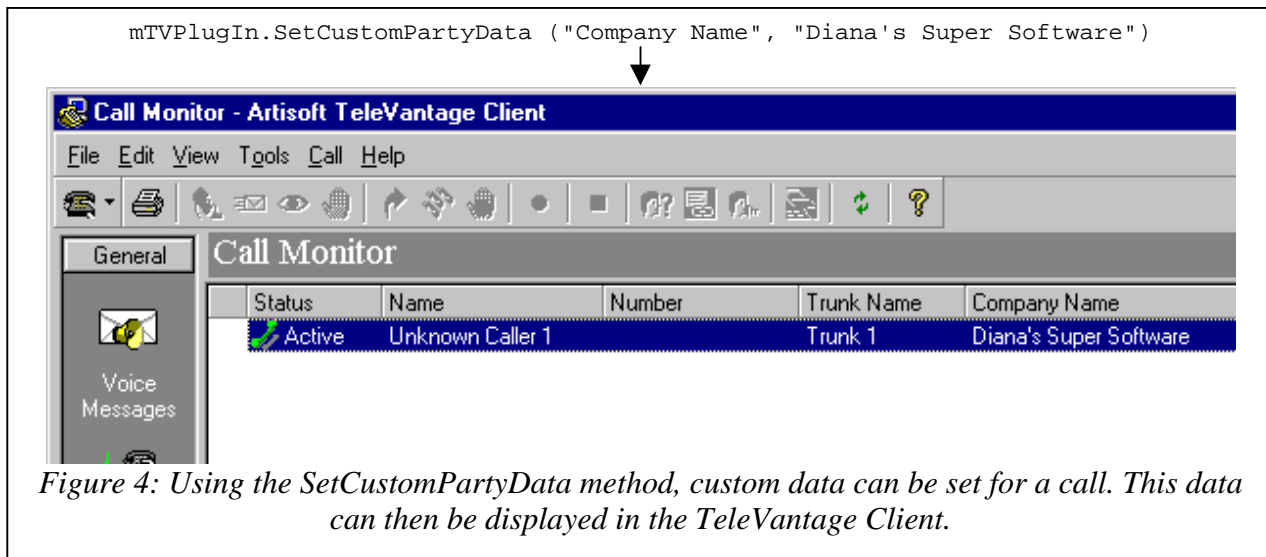 mTVPlugIn.SetCustomPartyData ("Company Name", "Diana's Super Software")
Call Monitor - Artisoft TeleVantage Client
File Edit View Tools Call Help
General
Call Monitor
Status Name Number Trunk Name Company Name
Active Unknown Caller 1 Trunk 1 Diana's Super Software
Voice
Messages
Figure 4: Using the SetCustomPartyData method, custom data can be set for a call. This data
can then be displayed in the TeleVantage Client.